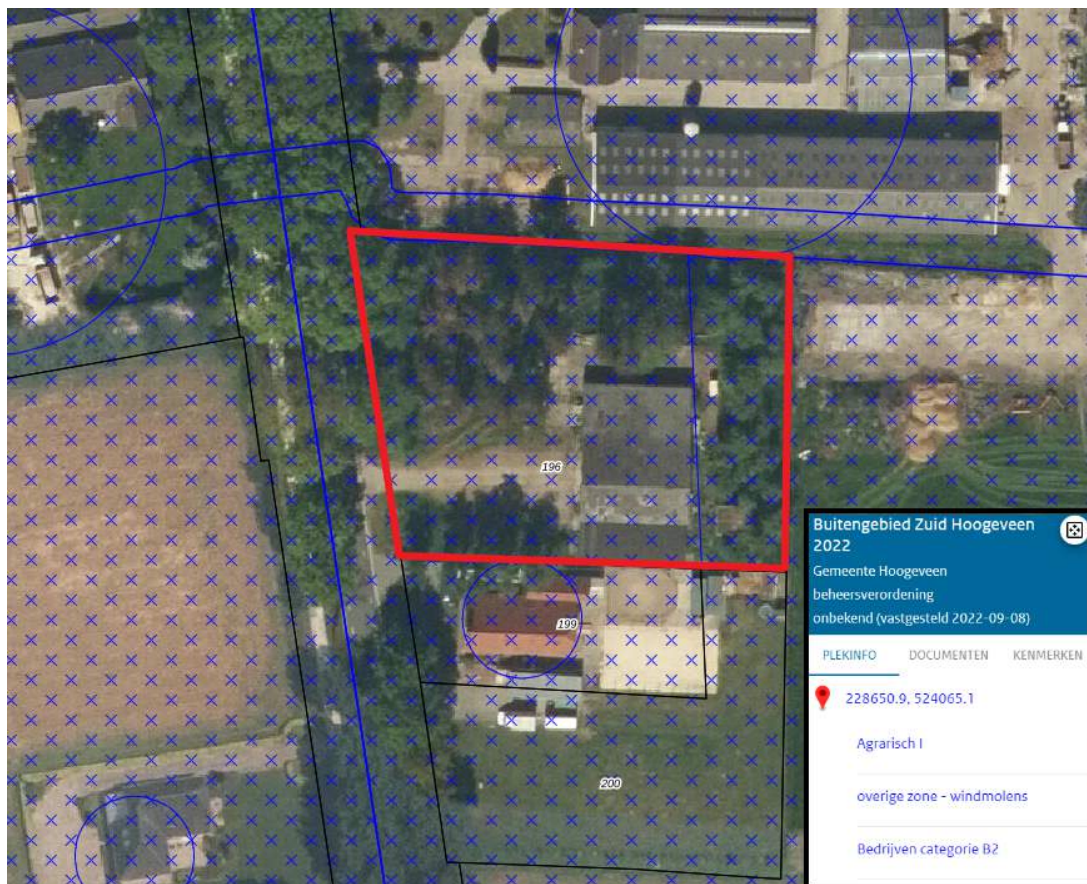 196
199
200
Buitengebied Zuid Hoogeveen
2022
Gemeente Hoogeveen
beheersverordening
onbekend (vastgesteld 2022-09-08)
PLEKINFO DOCUMENTEN KENMERKEN
228650.9, 524065.1
Agrarisch I
overige zone - windmolens
Bedrijven categorie B2